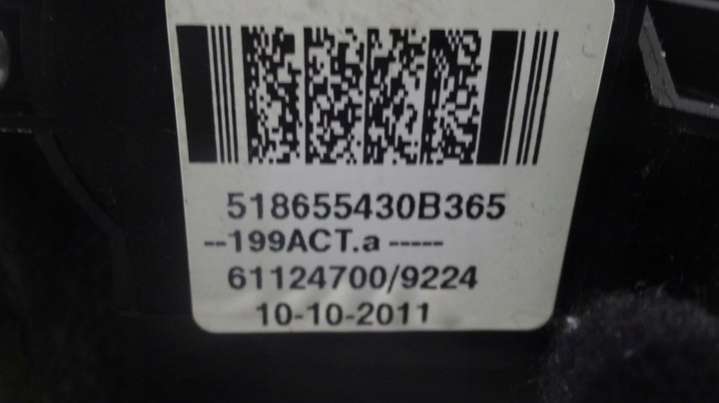 518655430B365
--199ACT.a -----
61124700/9224
10-10-2011